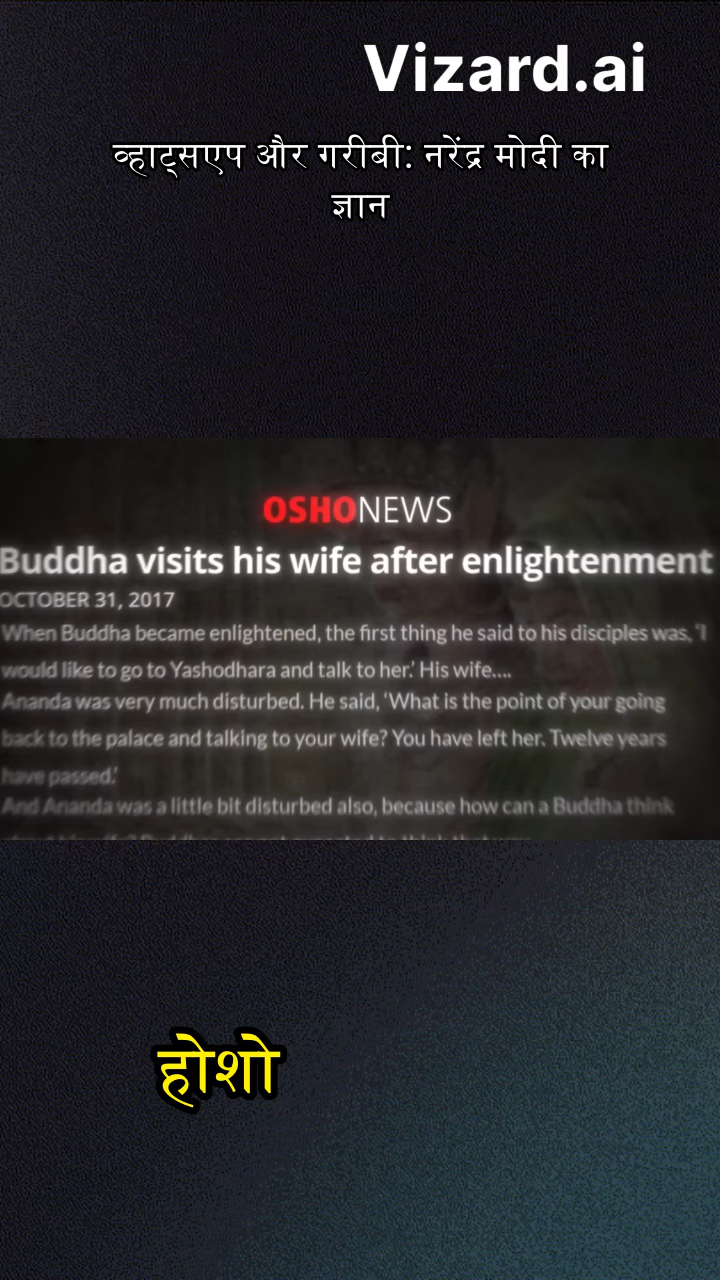 Vizard.ai
व्हाट्सएप और गरीबी: नरेंद्र मोदी का
ज्ञान
OSHONEWS
Buddha visits his wife after enlightenment
OCTOBER 31, 2017
When Buddha became enlightened, the first thing he said to his disciples was, 'I
would like to go to Yashodhara and talk to her.' His wife....
Ananda was very much disturbed. He said, 'What is the point of your going
back to the palace and talking to your wife? You have left her. Twelve years
have passed.'
And Ananda was a little bit disturbed also, because how can a Buddha think
होशो